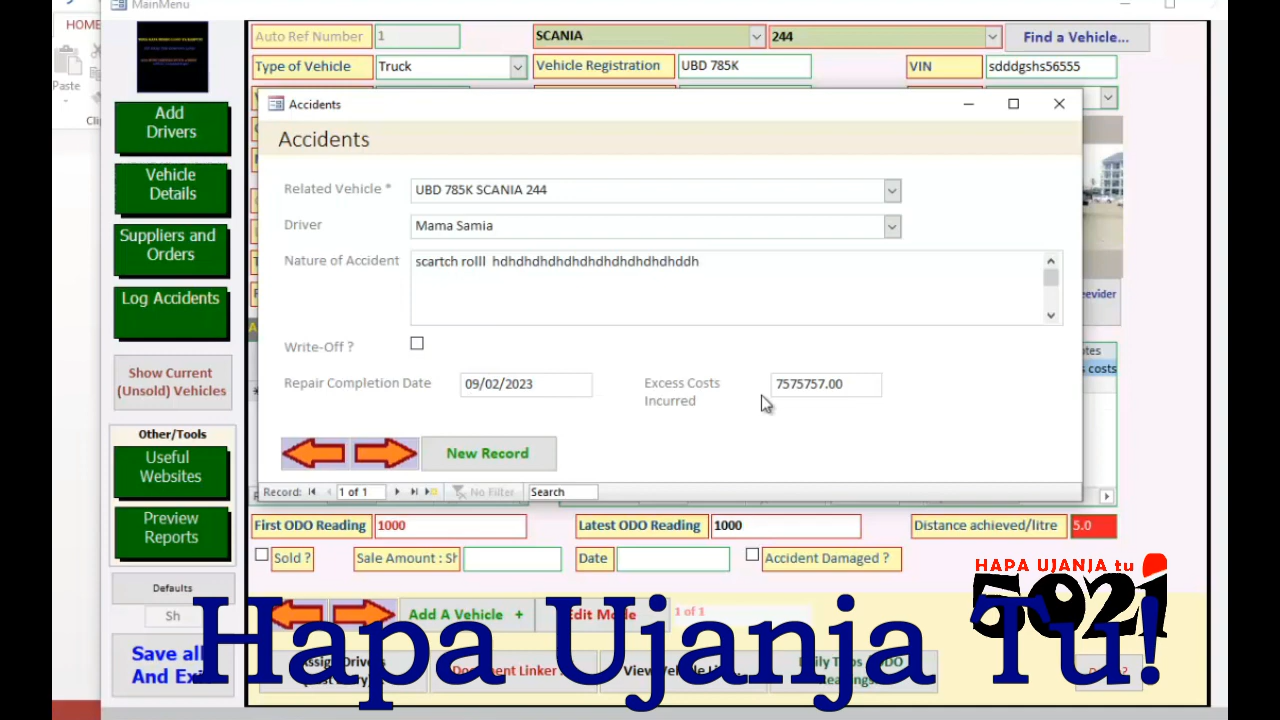 MainMenu
HOME
Paste
Auto Ref Number 1 SCANIA 244 Find a Vehicle...
Type of Vehicle Truck Vehicle Registration UBD 785K VIN sdddgshs56555
Add
Drivers
Vehicle
Details
Suppliers and
Orders
Log Accidents
Show Current
(Unsold) Vehicles
Other/Tools
Useful
Websites
Preview
Reports
Defaults
Sh
Save all
Accidents
Accidents
Related Vehicle * UBD 785K SCANIA 244
Driver Mama Samia
Nature of Accident scartch rolll hdhdhdhdhdhdhdhdhdhdhdhddh
Write-Off ?
Repair Completion Date 09/02/2023 Excess Costs
Incurred 7575757.00
New Record
Record: 1 of 1 No Filter Search
costs
First ODO Reading 1000 Latest ODO Reading 1000 Distance achieved/litre 5.0
Sold ? Sale Amount : Sh Date Accident Damaged ?
HAPA UJANJA tu
5021
Add A Vehicle + Edit Mode 1 of 1
Hapa Ujanja Tu!